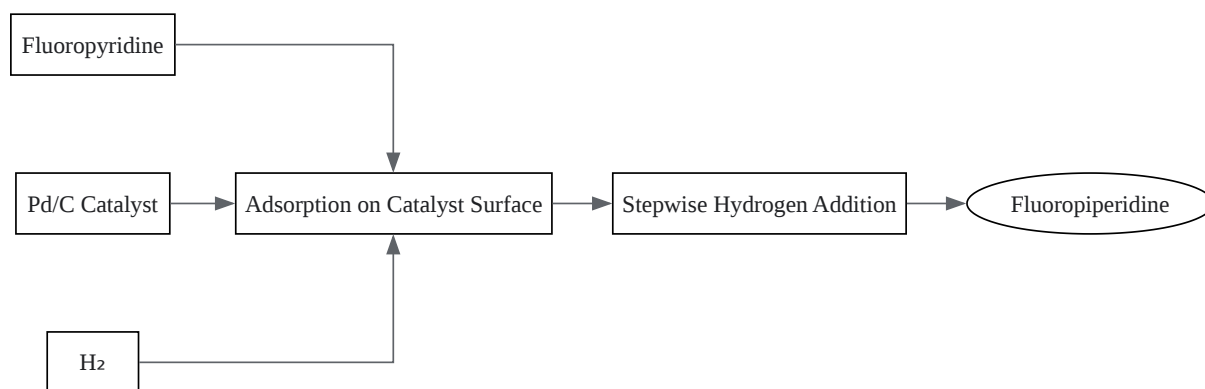 Fluoropyridine
Pd/C Catalyst
Adsorption on Catalyst Surface
Stepwise Hydrogen Addition
Fluoropiperidine
H₂